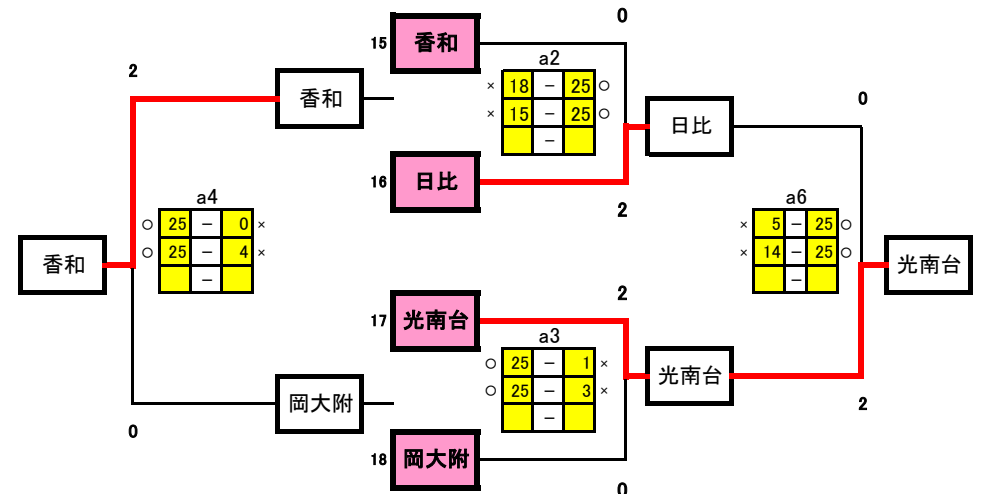 0
15 香和
a2
2
香和
× 18 － 25 ○
× 15 － 25 ○
－
日比
0
16 日比
2
a4
○ 25 － 0 ×
○ 25 － 4 ×
－
a6
× 5 － 25 ○
× 14 － 25 ○
－
香和
光南台
2
17 光南台
a3
○ 25 － 1 ×
○ 25 － 3 ×
－
光南台
岡大附
2
0
18 岡大附
0